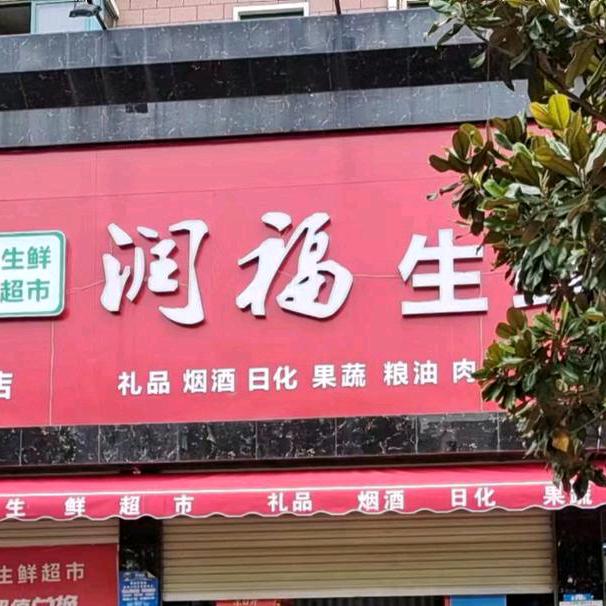 生鲜
超市
润福生
店
礼品 烟酒 日化 果蔬 粮油 肉
生鲜超市 礼品 烟酒 日化 果蔬
生鲜超市